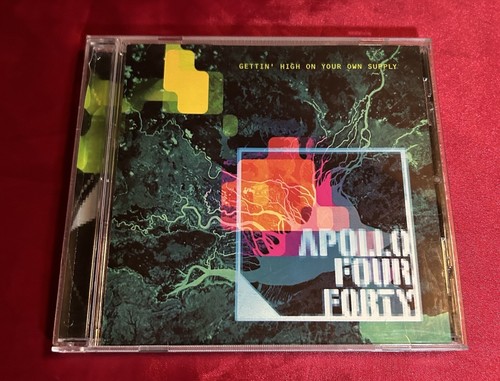 GETTIN' HIGH ON YOUR OWN SUPPLY
APOLLO
FOUR
FORTY